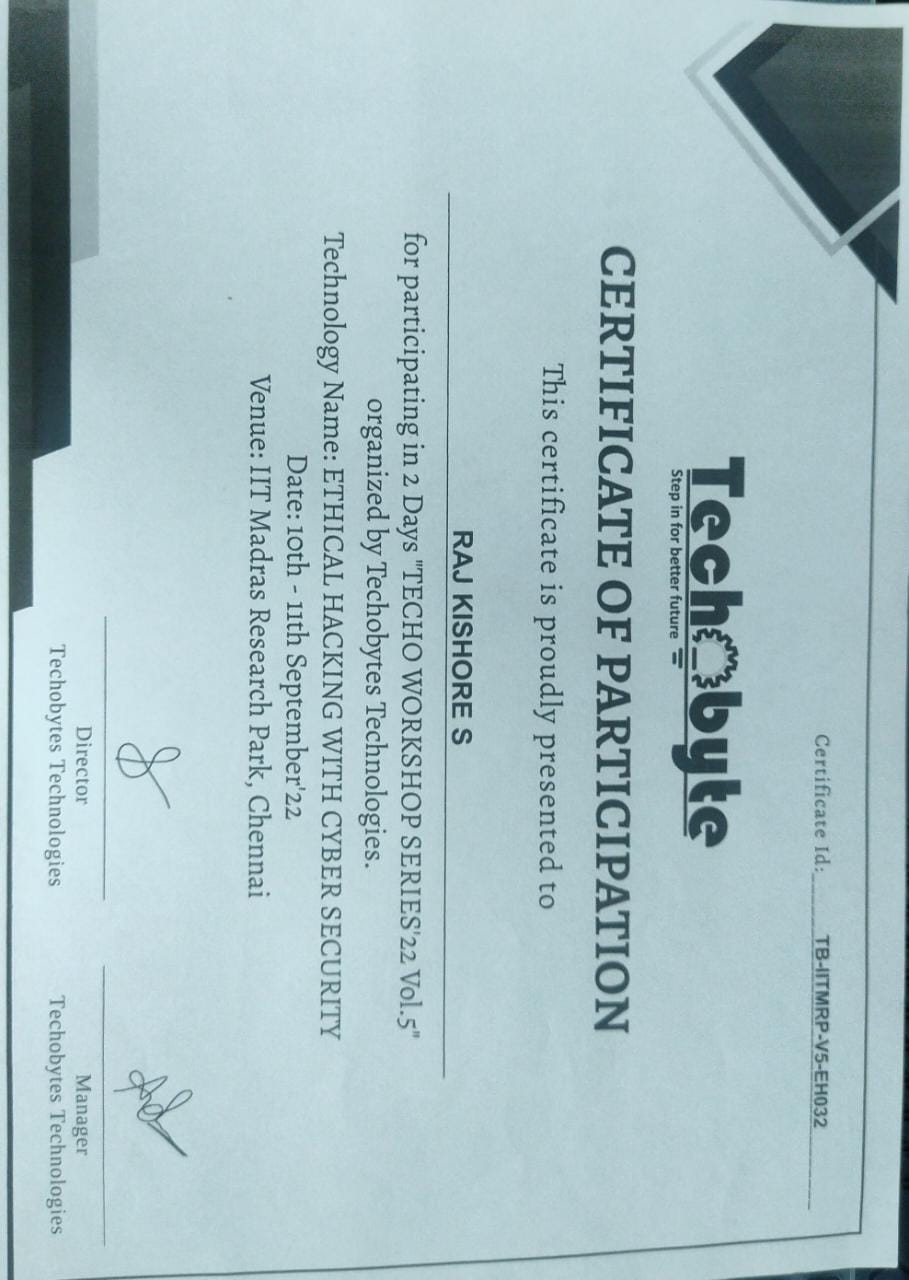 Certificate Id: TB-IITMRP-V5-EH032
Techobyte
Step in for better future
CERTIFICATE OF PARTICIPATION
This certificate is proudly presented to
RAJ KISHORE S
for participating in 2 Days "TECHO WORKSHOP SERIES'22 Vol.5"
organized by Techobytes Technologies.
Technology Name: ETHICAL HACKING WITH CYBER SECURITY
Date: 10th - 11th September'22
Venue: IIT Madras Research Park, Chennai
Director
Techobytes Technologies
Manager
Techobytes Technologies